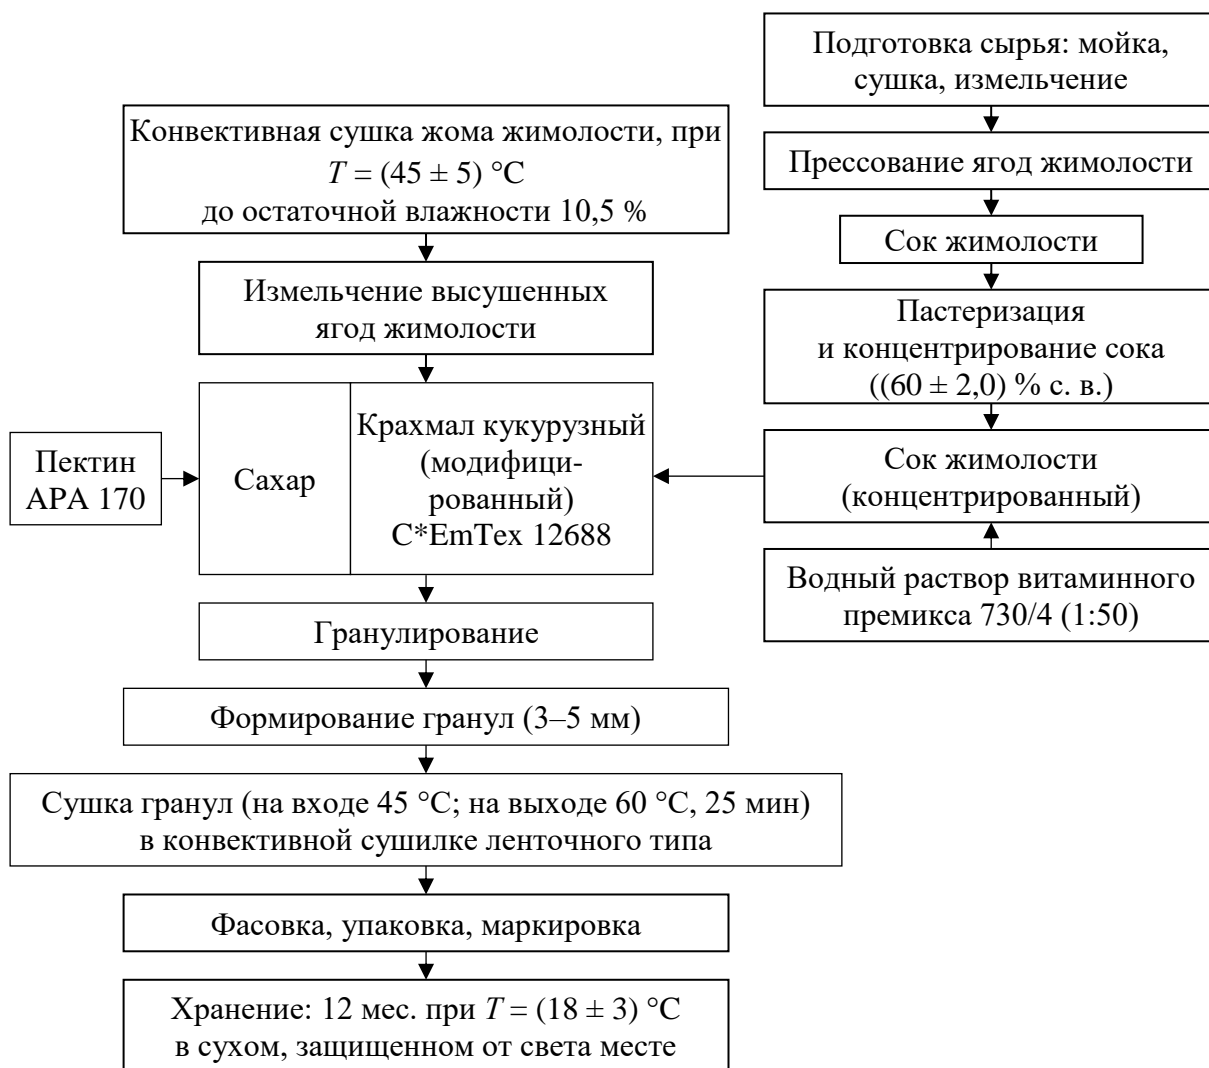 Подготовка сырья: мойка,
сушка, измельчение
Прессование ягод жимолости
Сок жимолости
Пастеризация
и концентрирование сока
((60 ± 2,0) % с. в.)
Сок жимолости
(концентрированный)
Водный раствор витаминного
премикса 730/4 (1:50)
Конвективная сушка жома жимолости, при
T = (45 ± 5) °C
до остаточной влажности 10,5 %
Измельчение высушенных
ягод жимолости
Пектин
APA 170
Сахар
Крахмал кукурузный
(модифици-
рованный)
C*EmTex 12688
Гранулирование
Формирование гранул (3–5 мм)
Сушка гранул (на входе 45 °C; на выходе 60 °C, 25 мин)
в конвективной сушилке ленточного типа
Фасовка, упаковка, маркировка
Хранение: 12 мес. при T = (18 ± 3) °C
в сухом, защищенном от света месте